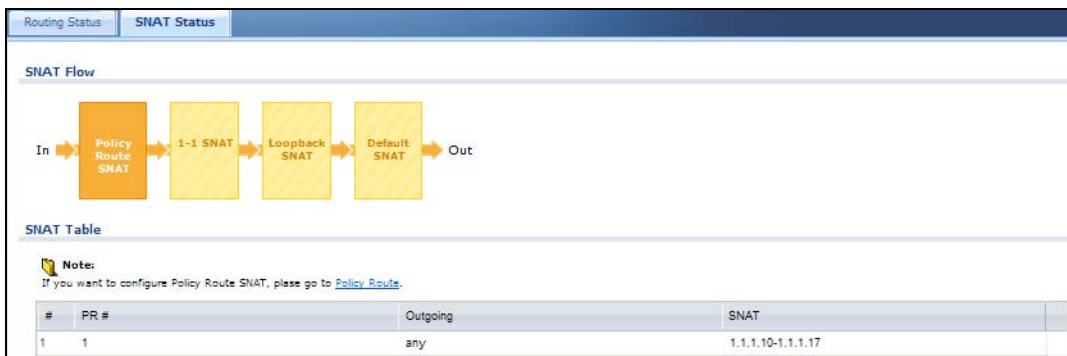 Routing Status SNAT Status
SNAT Flow
In Policy Route SNAT 1-1 SNAT Loopback SNAT Default SNAT Out
SNAT Table
Note:
If you want to configure Policy Route SNAT, plase go to Policy Route.
# PR # Outgoing SNAT
1 1 any 1.1.1.10-1.1.1.17